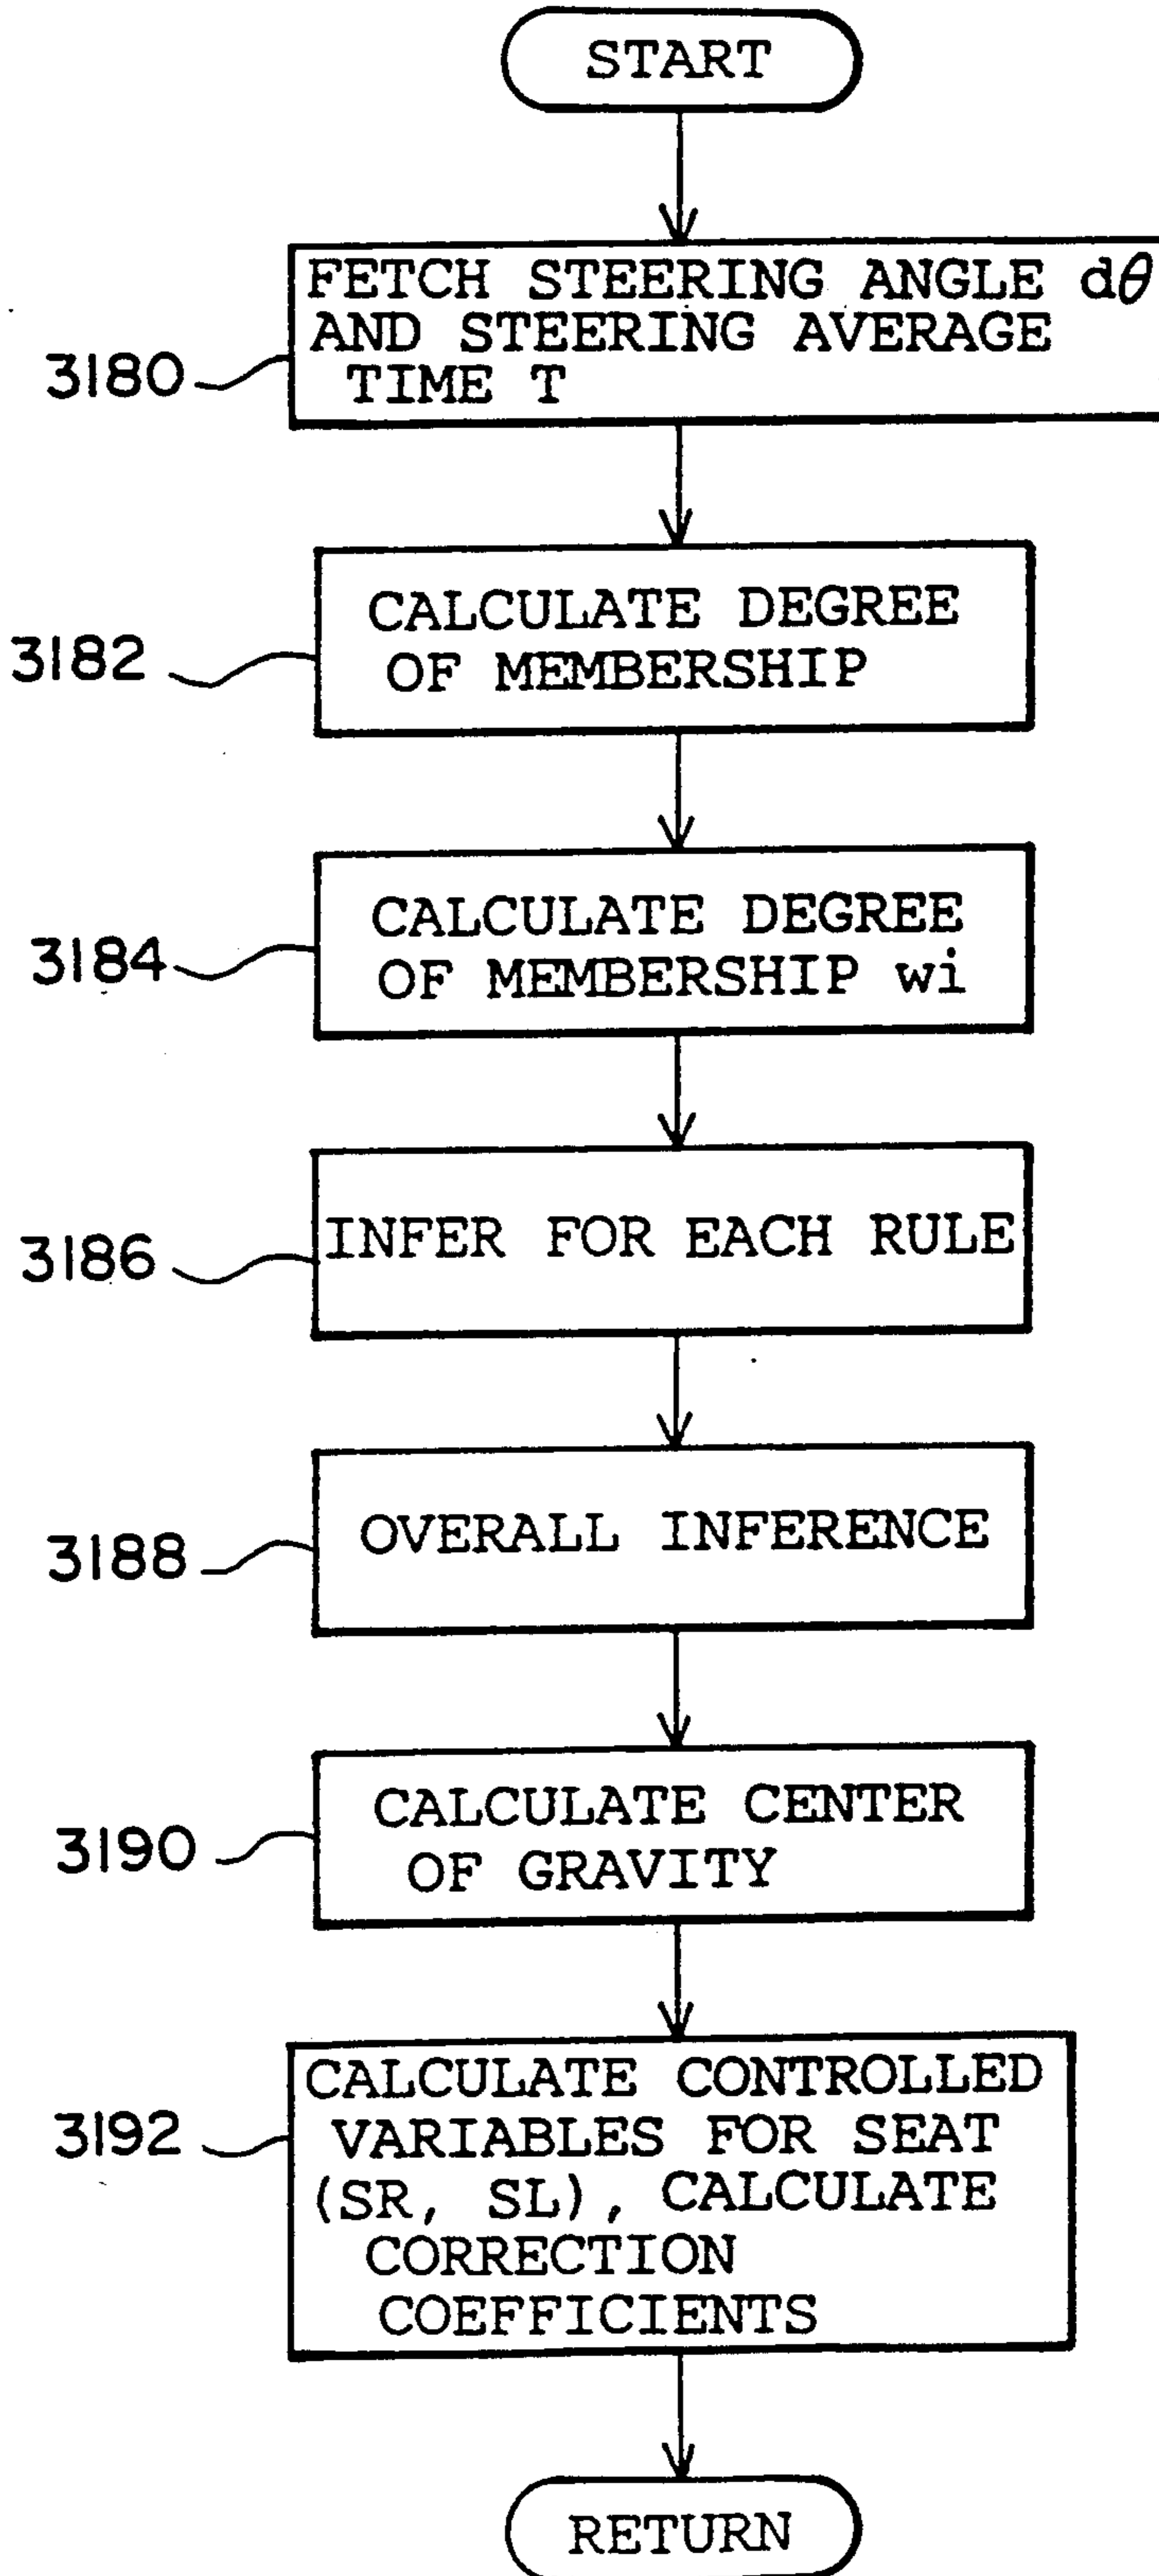 START
FETCH STEERING ANGLE dθ
AND STEERING AVERAGE
TIME T
3180
CALCULATE DEGREE
OF MEMBERSHIP
3182
CALCULATE DEGREE
OF MEMBERSHIP wi
3184
INFER FOR EACH RULE
3186
OVERALL INFERENCE
3188
CALCULATE CENTER
OF GRAVITY
3190
CALCULATE CONTROLLED
VARIABLES FOR SEAT
(SR, SL), CALCULATE
CORRECTION
COEFFICIENTS
3192
RETURN